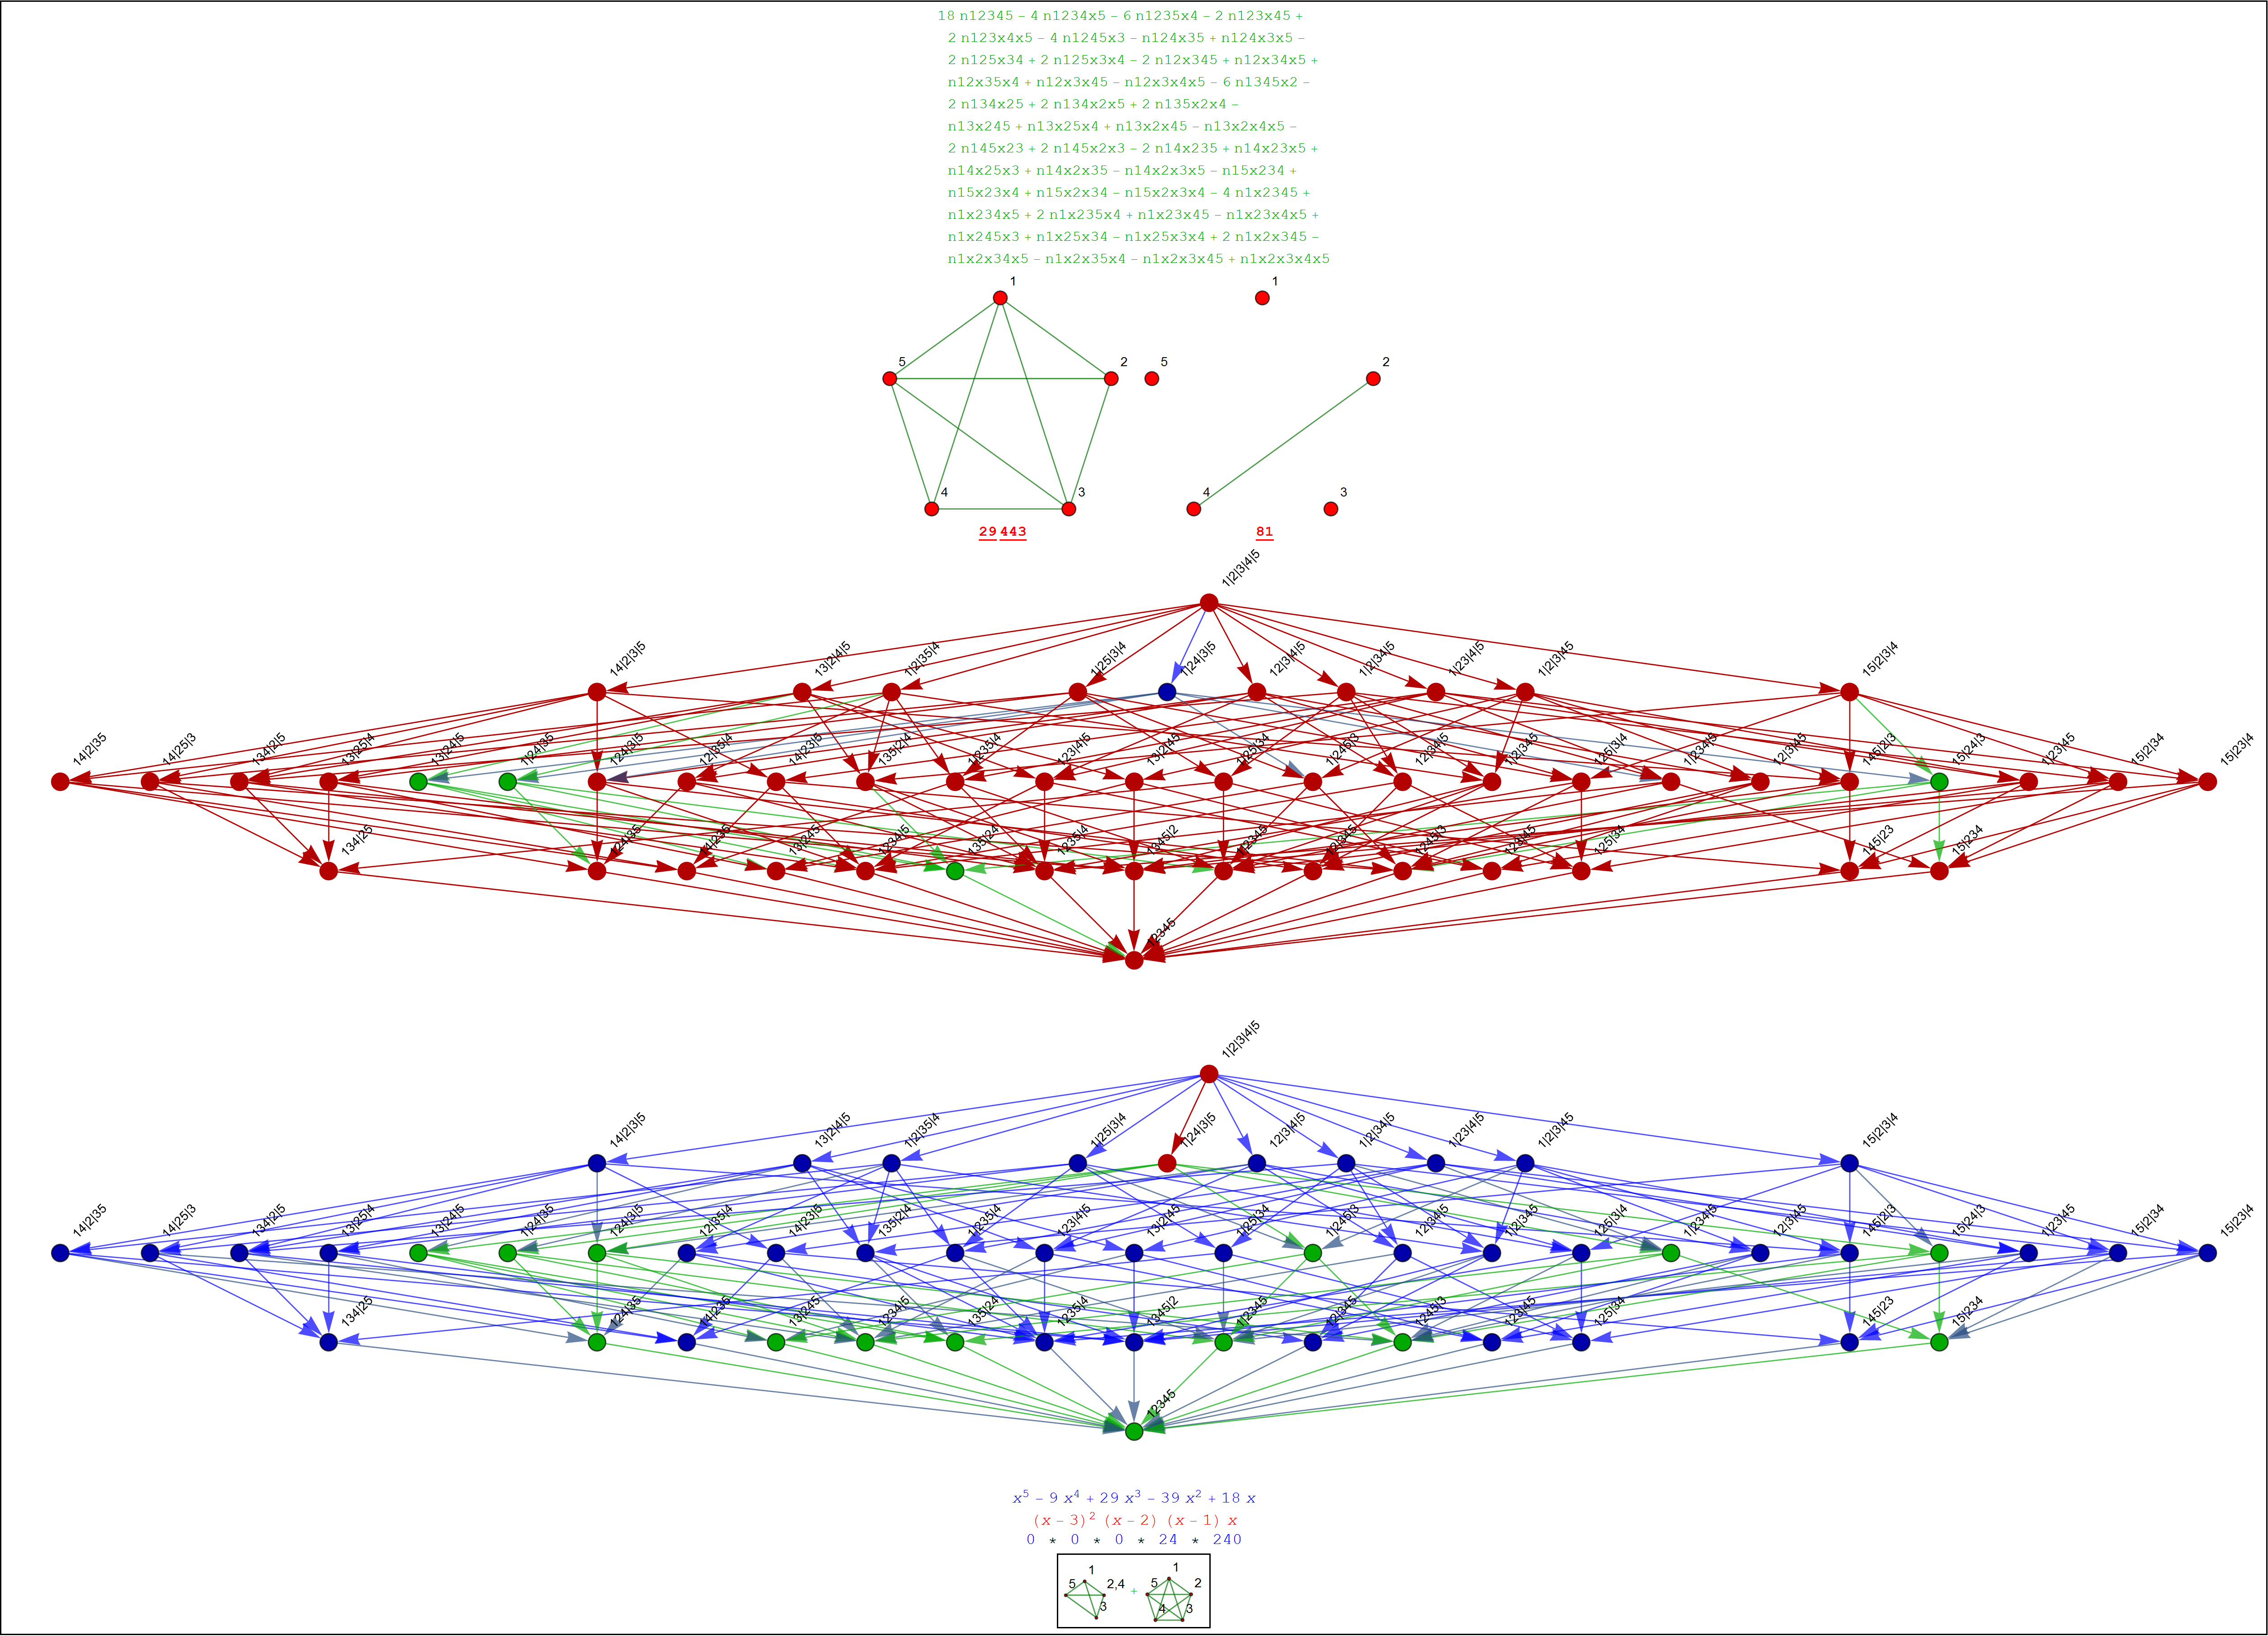 18 n12345 – 4 n1234x5 – 6 n1235x4 – 2 n123x45 +
2 n123x4x5 – 4 n1245x3 – n124x35 + n124x3x5 –
2 n125x34 + 2 n125x3x4 – 2 n12x345 + n12x34x5 +
n12x35x4 + n12x3x45 – n12x3x4x5 – 6 n1345x2 –
2 n134x25 + 2 n134x2x5 + 2 n135x2x4 –
n13x245 + n13x25x4 + n13x2x45 – n13x2x4x5 –
2 n145x23 + 2 n145x2x3 – 2 n14x235 + n14x23x5 +
n14x25x3 + n14x2x35 – n14x2x3x5 – n15x234 +
n15x23x4 + n15x2x34 – n15x2x3x4 – 4 n1x2345 +
n1x234x5 + 2 n1x235x4 + n1x23x45 – n1x23x4x5 +
n1x245x3 + n1x25x34 – n1x25x3x4 + 2 n1x2x345 –
n1x2x34x5 – n1x2x35x4 – n1x2x3x45 + n1x2x3x4x5
1 1
5 2 5 2
4 3 4 3
29 443 81
1|2|3|4|5
14|2|3|5 13|2|4|5 1|2|35|4 1|25|3|4 1|24|3|5 12|3|4|5 1|2|34|5 1|23|4|5 1|2|3|45 15|2|3|4
14|2|35 14|25|3 134|2|5 13|25|4 13|24|5 1|24|35 124|3|5 12|35|4 14|23|5 135|2|4 1|235|4 123|4|5 13|2|45 1|25|34 1|245|3 12|34|5 1|2|345 125|3|4 1|234|5 12|3|45 145|2|3 15|24|3 1|23|45 15|2|34 15|23|4
134|25 124|35 14|235 13|245 1234|5 135|24 1235|4 1345|2 1|2345 12|345 1245|3 123|45 125|34 145|23 15|234
12345
1|2|3|4|5
14|2|3|5 13|2|4|5 1|2|35|4 1|25|3|4 1|24|3|5 12|3|4|5 1|2|34|5 1|23|4|5 1|2|3|45 15|2|3|4
14|2|35 14|25|3 134|2|5 13|25|4 13|24|5 1|24|35 124|3|5 12|35|4 14|23|5 135|2|4 1|235|4 123|4|5 13|2|45 1|25|34 1|245|3 12|34|5 1|2|345 125|3|4 1|234|5 12|3|45 145|2|3 15|24|3 1|23|45 15|2|34 15|23|4
134|25 124|35 14|235 13|245 1234|5 135|24 1235|4 1345|2 1|2345 12|345 1245|3 123|45 125|34 145|23 15|234
12345
x⁵ – 9 x⁴ + 29 x³ – 39 x² + 18 x
(x – 3)² (x – 2) (x – 1) x
0 * 0 * 0 * 24 * 240
1 1
5 2,4 + 5 2
3 4 3